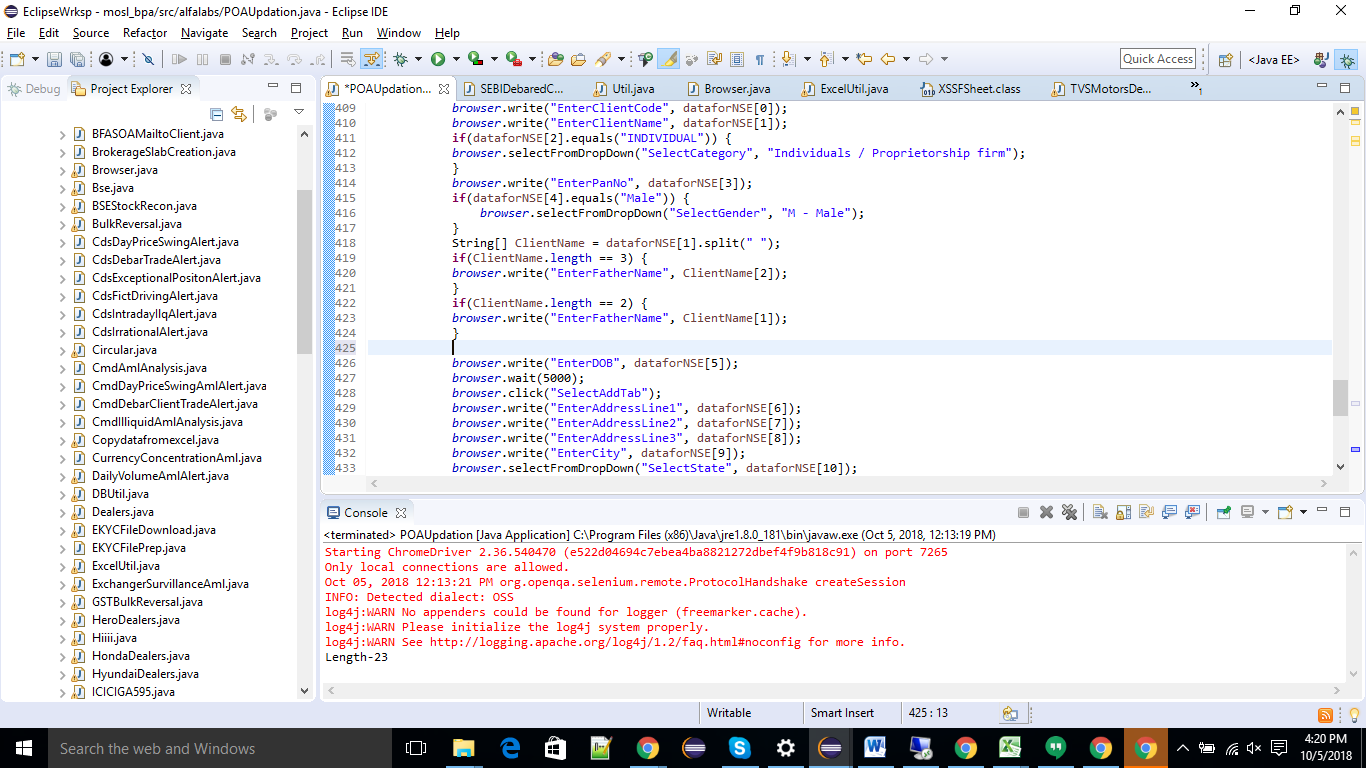 EclipseWrksp - mosl_bpa/src/alfalabs/POAUpdation.java - Eclipse IDE
File Edit Source Refactor Navigate Search Project Run Window Help
Quick Access
<Java EE>
Debug
Project Explorer
*POAUpdation...
SEBIDebaredC...
Util.java
Browser.java
ExcelUtil.java
XSSFSheet.class
TVSMotorsDe...
»1
BFASOAMailtoClient.java
BrokerageSlabCreation.java
Browser.java
Bse.java
BSEStockRecon.java
BulkReversal.java
CdsDayPriceSwingAlert.java
CdsDebarTradeAlert.java
CdsExceptionalPositonAlert.java
CdsFictDrivingAlert.java
CdsIntradayIlqAlert.java
CdsIrrationalAlert.java
Circular.java
CmdAmlAnalysis.java
CmdDayPriceSwingAmlAlert.java
CmdDebarClientTradeAlert.java
CmdIlliquidAmlAnalysis.java
Copydatafromexcel.java
CurrencyConcentrationAml.java
DailyVolumeAmlAlert.java
DBUtil.java
Dealers.java
EKYCFileDownload.java
EKYCFilePrep.java
ExcelUtil.java
ExchangerSurvillanceAml.java
GSTBulkReversal.java
HeroDealers.java
Hiiii.java
HondaDealers.java
HyundaiDealers.java
ICICIGA595.java
409 browser.write("EnterClientCode", dataforNSE[0]);
410 browser.write("EnterClientName", dataforNSE[1]);
411 if(dataforNSE[2].equals("INDIVIDUAL")) {
412 browser.selectFromDropDown("SelectCategory", "Individuals / Proprietorship firm");
413 }
414 browser.write("EnterPanNo", dataforNSE[3]);
415 if(dataforNSE[4].equals("Male")) {
416 browser.selectFromDropDown("SelectGender", "M - Male");
417 }
418 String[] ClientName = dataforNSE[1].split(" ");
419 if(ClientName.length == 3) {
420 browser.write("EnterFatherName", ClientName[2]);
421 }
422 if(ClientName.length == 2) {
423 browser.write("EnterFatherName", ClientName[1]);
424 }
425
426 browser.write("EnterDOB", dataforNSE[5]);
427 browser.wait(5000);
428 browser.click("SelectAddTab");
429 browser.write("EnterAddressLine1", dataforNSE[6]);
430 browser.write("EnterAddressLine2", dataforNSE[7]);
431 browser.write("EnterAddressLine3", dataforNSE[8]);
432 browser.write("EnterCity", dataforNSE[9]);
433 browser.selectFromDropDown("SelectState", dataforNSE[10]);
Console
<terminated> POAUpdation [Java Application] C:\Program Files (x86)\Java\jre1.8.0_181\bin\javaw.exe (Oct 5, 2018, 12:13:19 PM)
Starting ChromeDriver 2.36.540470 (e522d04694c7ebea4ba8821272dbef4f9b818c91) on port 7265
Only local connections are allowed.
Oct 05, 2018 12:13:21 PM org.openqa.selenium.remote.ProtocolHandshake createSession
INFO: Detected dialect: OSS
log4j:WARN No appenders could be found for logger (freemarker.cache).
log4j:WARN Please initialize the log4j system properly.
log4j:WARN See http://logging.apache.org/log4j/1.2/faq.html#noconfig for more info.
Length-23
Writable
Smart Insert
425 : 13
Search the web and Windows
4:20 PM
10/5/2018